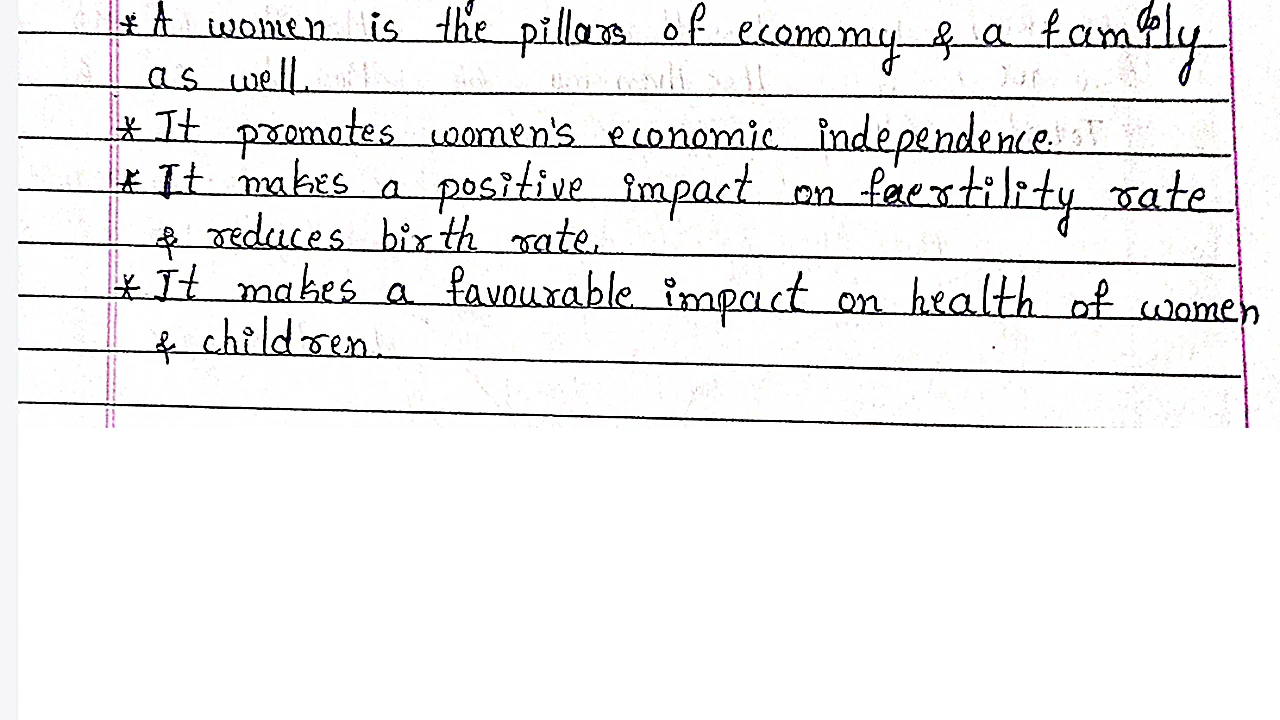 * A women is the pillars of economy & a family
as well.
* It promotes women's economic independence.
* It makes a positive impact on faertility rate
& reduces birth rate.
* It makes a favourable impact on health of women
& children.